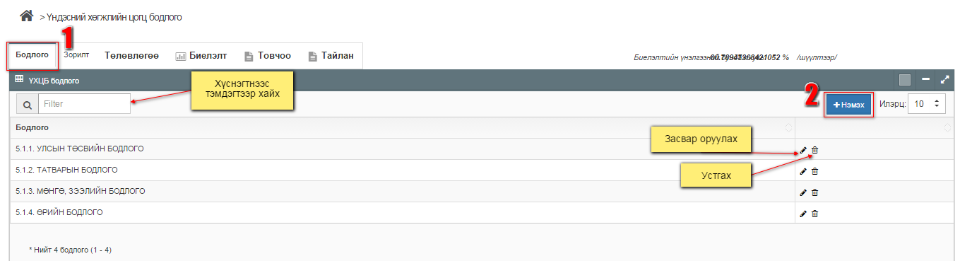 > Үндэсний хөгжлийн цогц бодлого
1
Бодлого
Зорилт
Төлөвлөгөө
Биелэлт
Товчоо
Тайлан
Биелэлтийн үнэлгээ
% /шүүлтээр/
ҮХЦБ бодлого
Хүснэгтнээс
тэмдэгтээр хайх
Filter
2
+ Нэмэх
Илэрц: 10
Бодлого
Засвар оруулах
5.1.1. УЛСЫН ТӨСВИЙН БОДЛОГО
5.1.2. ТАТВАРЫН БОДЛОГО
Устгах
5.1.3. МӨНГӨ, ЗЭЭЛИЙН БОДЛОГО
5.1.4. ӨРИЙН БОДЛОГО
* Нийт 4 бодлого (1 - 4)